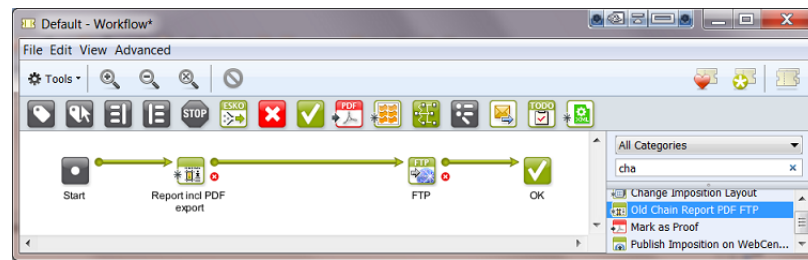 Default - Workflow*
File Edit View Advanced
Tools
STOP
ESKO
PDF
TODO
XML
All Categories
cha
Change Imposition Layout
Old Chain Report PDF FTP
Mark as Proof
Publish Imposition on WebCen...
Start
Report incl PDF
export
FTP
FTP
OK